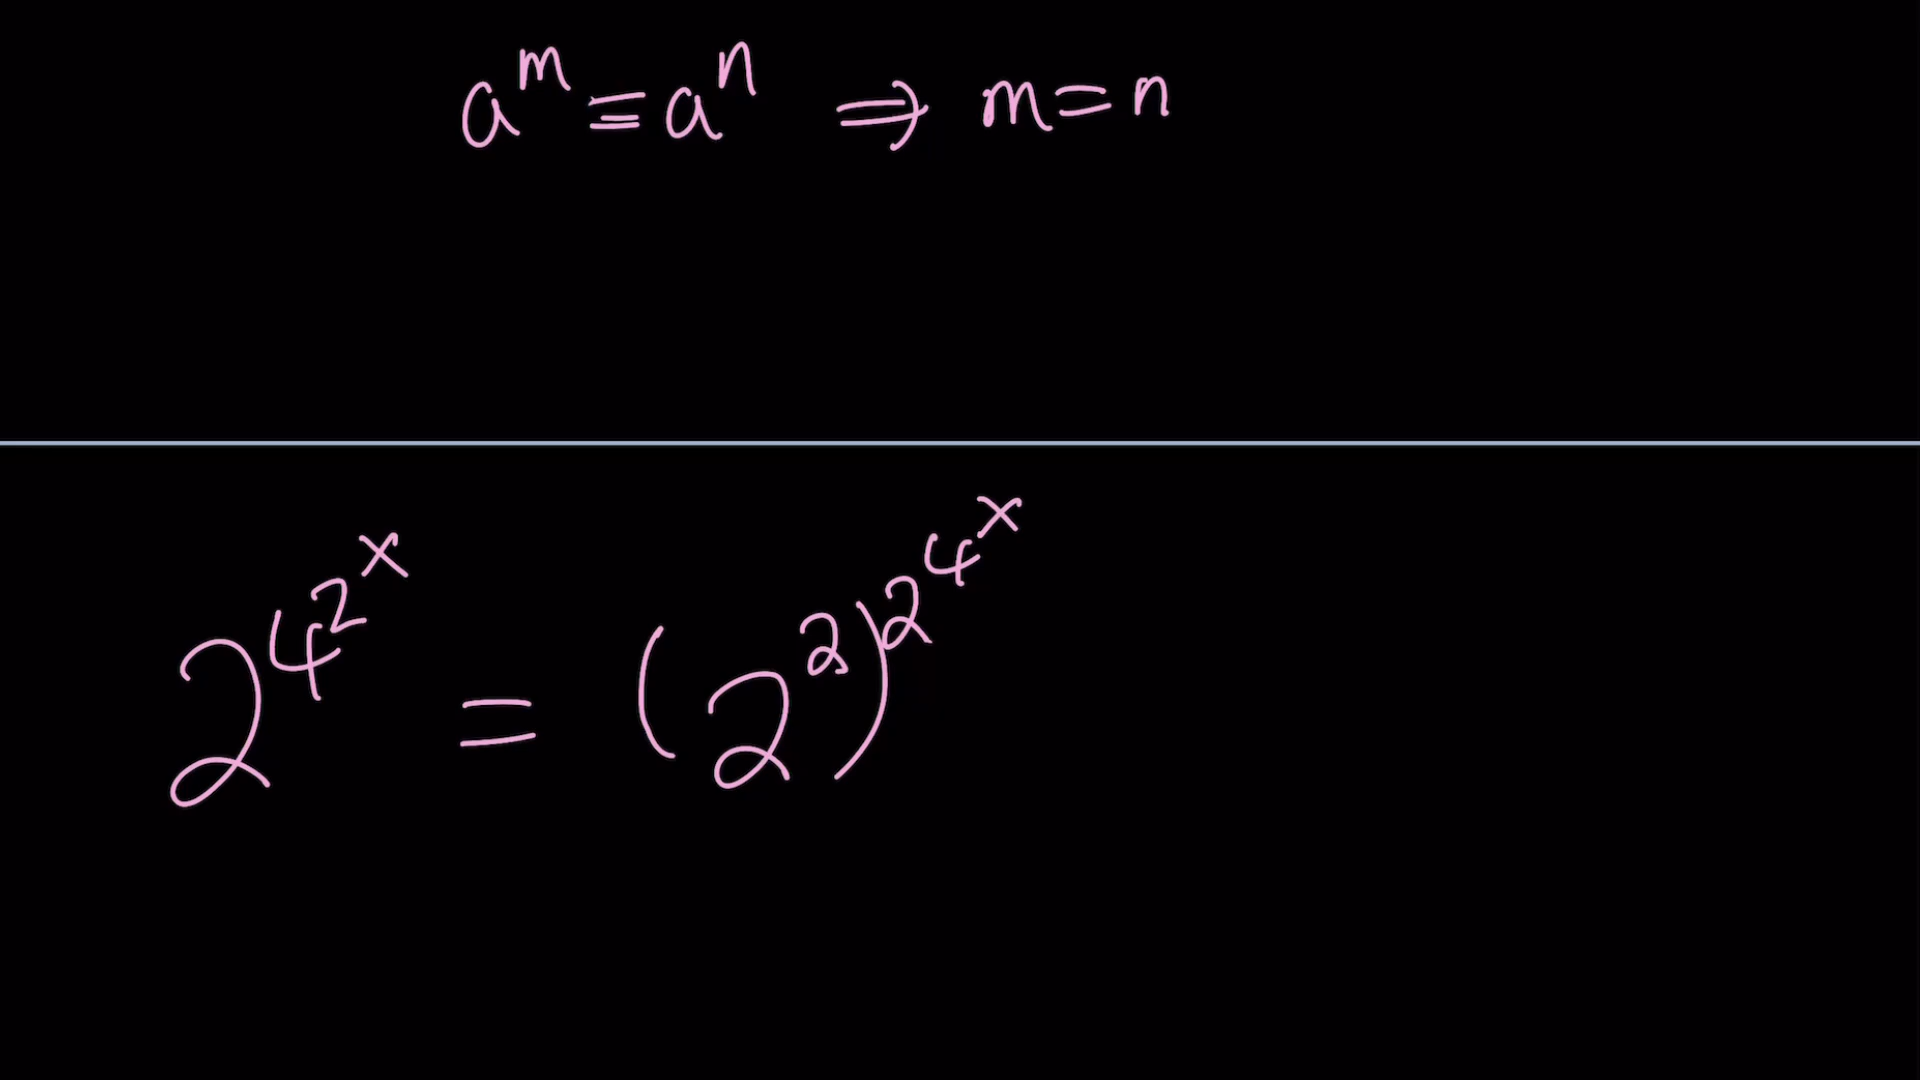 a^m = a^n ⇒ m = n
2^{4^{2^x}} = (2^2)^{2^{4^x}}